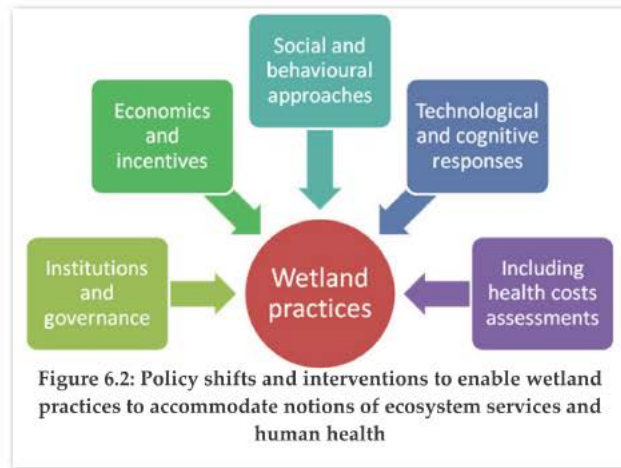 Social and
behavioural
approaches
Economics
and
incentives
Technological
and cognitive
responses
Institutions
and
governance
Wetland
practices
Including
health costs
assessments
Figure 6.2: Policy shifts and interventions to enable wetland
practices to accommodate notions of ecosystem services and
human health